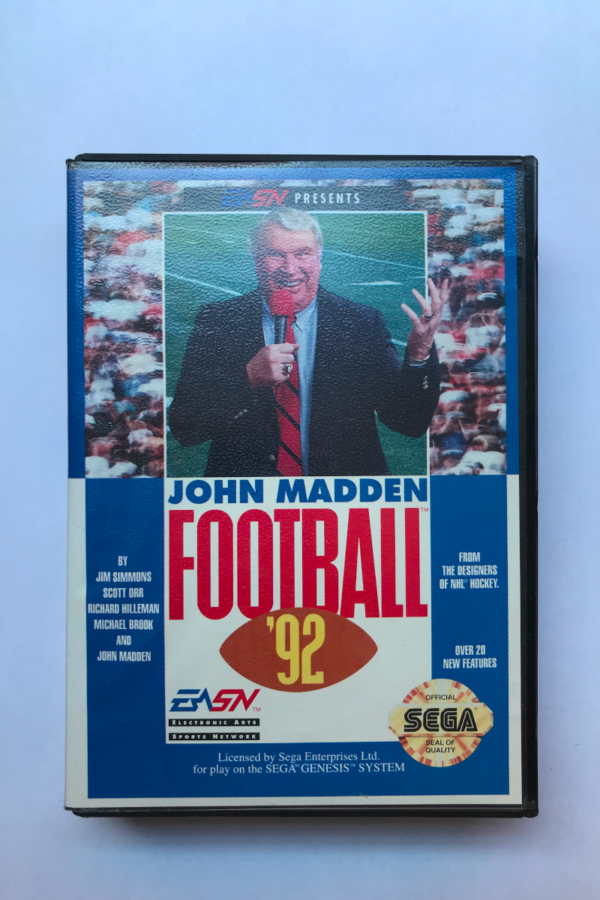 EASN PRESENTS
JOHN MADDEN
FOOTBALL™
'92
BY
JIM SIMMONS
SCOTT ORR
RICHARD HILLEMAN
MICHAEL BROOK
AND
JOHN MADDEN
FROM
THE DESIGNERS
OF NHL® HOCKEY.
OVER 20
NEW FEATURES
EASN™
ELECTRONIC ARTS
SPORTS NETWORK
OFFICIAL
SEGA™
SEAL OF
QUALITY
Licensed by Sega Enterprises Ltd.
for play on the SEGA™ GENESIS™ SYSTEM